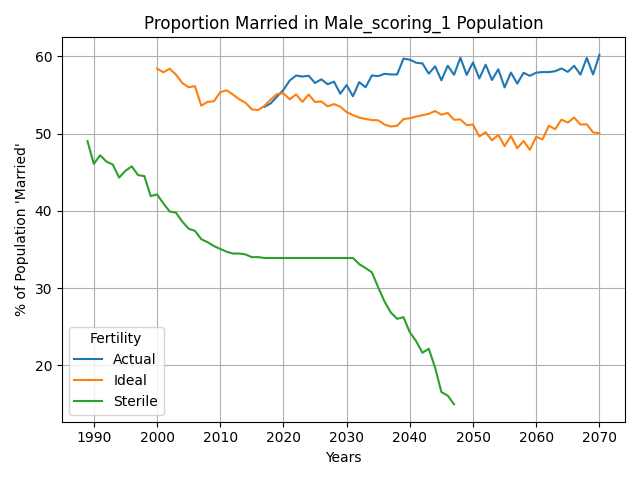 Proportion Married in Male_scoring_1 Population
% of Population 'Married'
60
50
40
30
20
Fertility
Actual
Ideal
Sterile
1990 2000 2010 2020 2030 2040 2050 2060 2070
Years